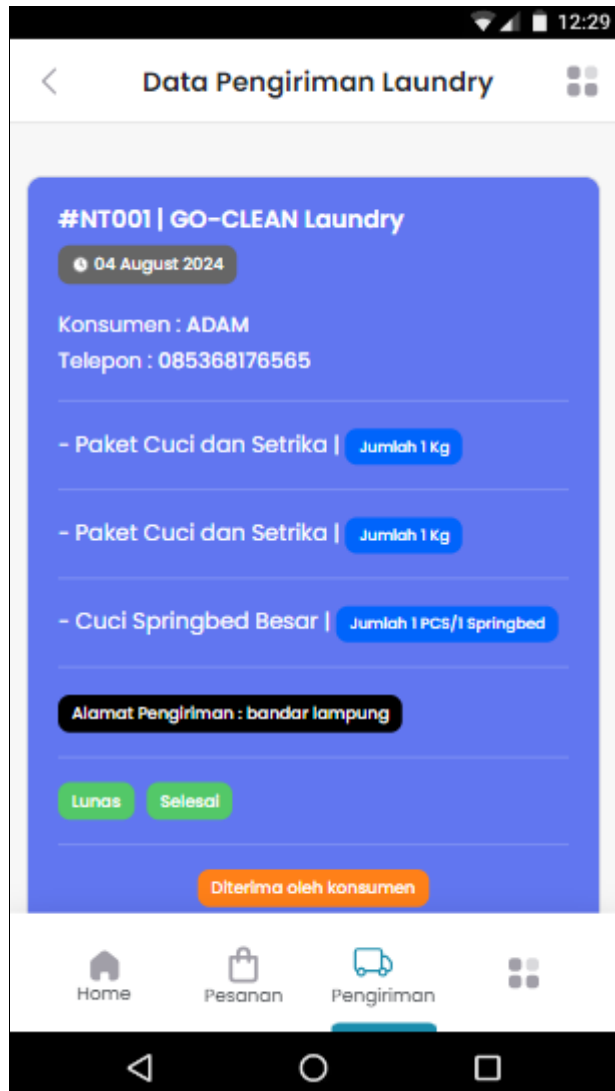 12:29
Data Pengiriman Laundry
#NT001 | GO-CLEAN Laundry
04 August 2024
Konsumen : ADAM
Telepon : 085368176565
- Paket Cuci dan Setrika | Jumlah 1 Kg
- Paket Cuci dan Setrika | Jumlah 1 Kg
- Cuci Springbed Besar | Jumlah 1 PCS/1 Springbed
Alamat Pengiriman : bandar lampung
Lunas Selesai
Diterima oleh konsumen
Home Pesanan Pengiriman